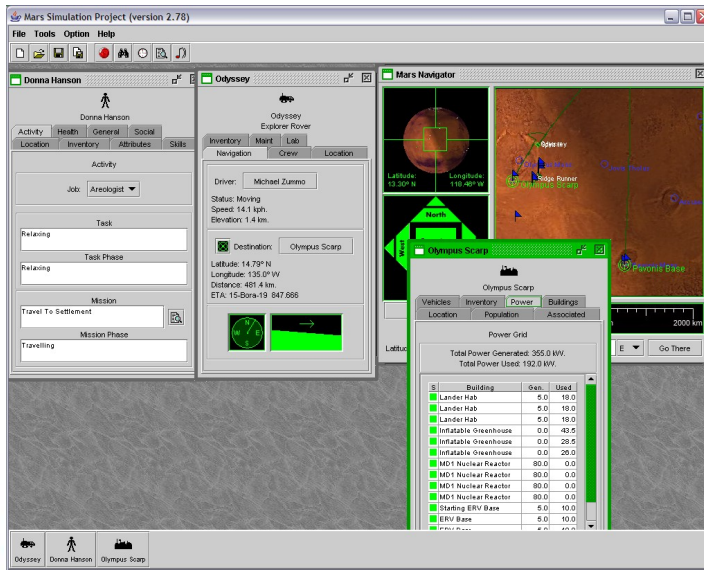 Mars Simulation Project (version 2.78)
File Tools Option Help
Donna Hanson
Donna Hanson
Activity Health General Social
Location Inventory Attributes Skills
Activity
Job: Areologist
Task
Relaxing
Task Phase
Relaxing
Mission
Travel To Settlement
Mission Phase
Travelling
Odyssey
Odyssey
Explorer Rover
Inventory Maint Lab
Navigation Crew Location
Driver: Michael Zummo
Status: Moving
Speed: 14.1 kph.
Elevation: 1.4 km.
Destination: Olympus Scarp
Latitude: 14.79° N
Longitude: 135.0° W
Distance: 481.4 km.
ETA: 15-Bora-19 847.666
N
W E
S
Mars Navigator
Latitude: Longitude:
13.30° N 118.46° W
North
West
Ridge Runner
Olympus Scarp
Pavonis Base
2000 km
E Go There
Olympus Scarp
Olympus Scarp
Vehicles Inventory Power Buildings
Location Population Associated
Power Grid
Total Power Generated: 355.0 kW.
Total Power Used: 192.0 kW.
S Building Gen. Used
Lander Hab 5.0 18.0
Lander Hab 5.0 18.0
Lander Hab 5.0 18.0
Inflatable Greenhouse 0.0 43.5
Inflatable Greenhouse 0.0 28.5
Inflatable Greenhouse 0.0 26.0
MD1 Nuclear Reactor 80.0 0.0
MD1 Nuclear Reactor 80.0 0.0
MD1 Nuclear Reactor 80.0 0.0
MD1 Nuclear Reactor 80.0 0.0
Starting ERV Base 5.0 10.0
ERV Base 5.0 10.0
ERV Base 5.0 10.0
Odyssey Donna Hanson Olympus Scarp